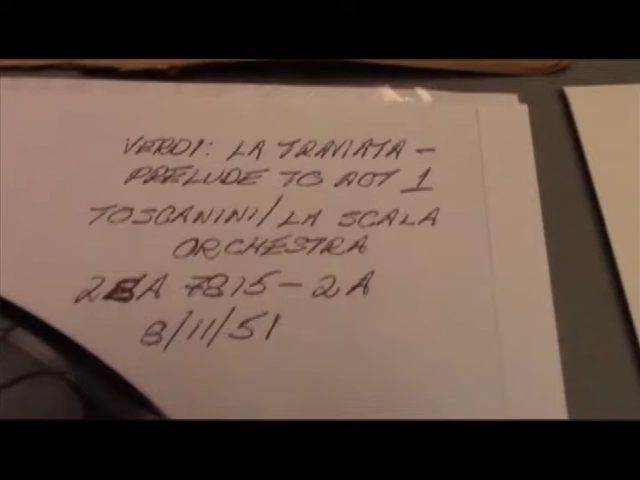 VERDI: LA TRAVIATA -
PRELUDE TO ACT 1
TOSCANINI/LA SCALA
ORCHESTRA
2BA 7815-2A
8/11/51